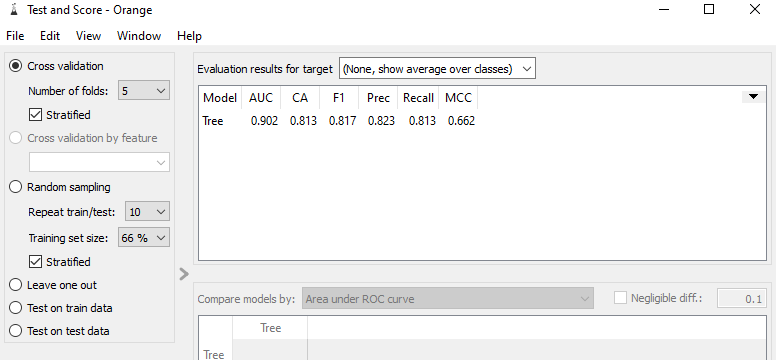 Test and Score - Orange
File Edit View Window Help
Cross validation
Number of folds: 5
Stratified
Cross validation by feature
Random sampling
Repeat train/test: 10
Training set size: 66 %
Stratified
Leave one out
Test on train data
Test on test data
Evaluation results for target (None, show average over classes)
Model AUC CA F1 Prec Recall MCC
Tree 0.902 0.813 0.817 0.823 0.813 0.662
Compare models by: Area under ROC curve Negligible diff.: 0.1
Tree
Tree